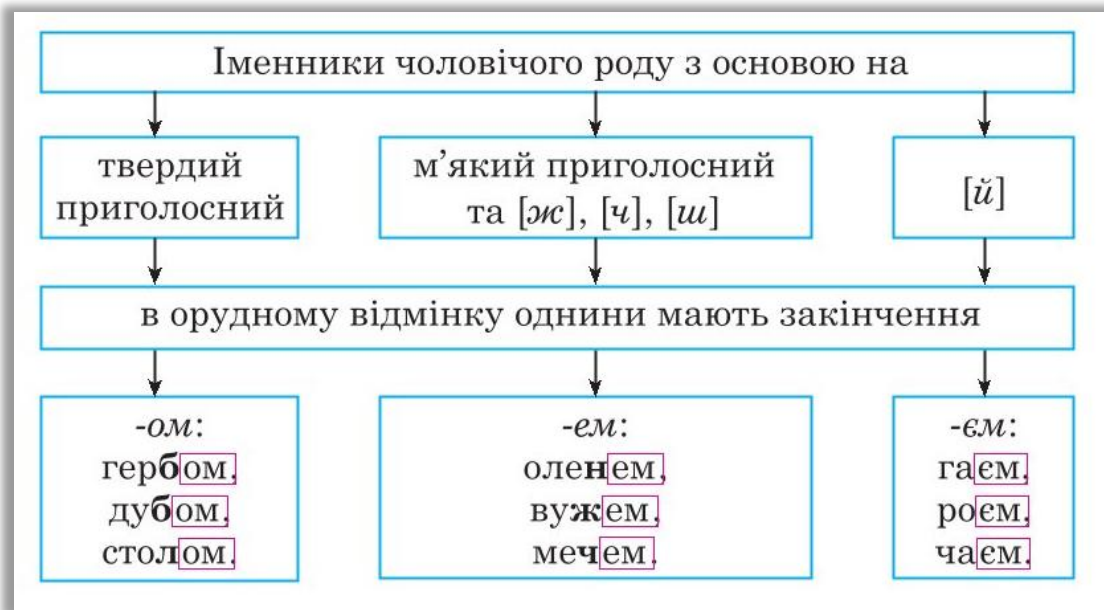 Іменники чоловічого роду з основою на
твердий
приголосний
м’який приголосний
та [ж], [ч], [ш]
[й]
в орудному відмінку однини мають закінчення
-ом:
гербом,
дубом,
столом.
-ем:
оленем,
вужем,
мечем.
-єм:
гаєм,
роєм,
чаєм.